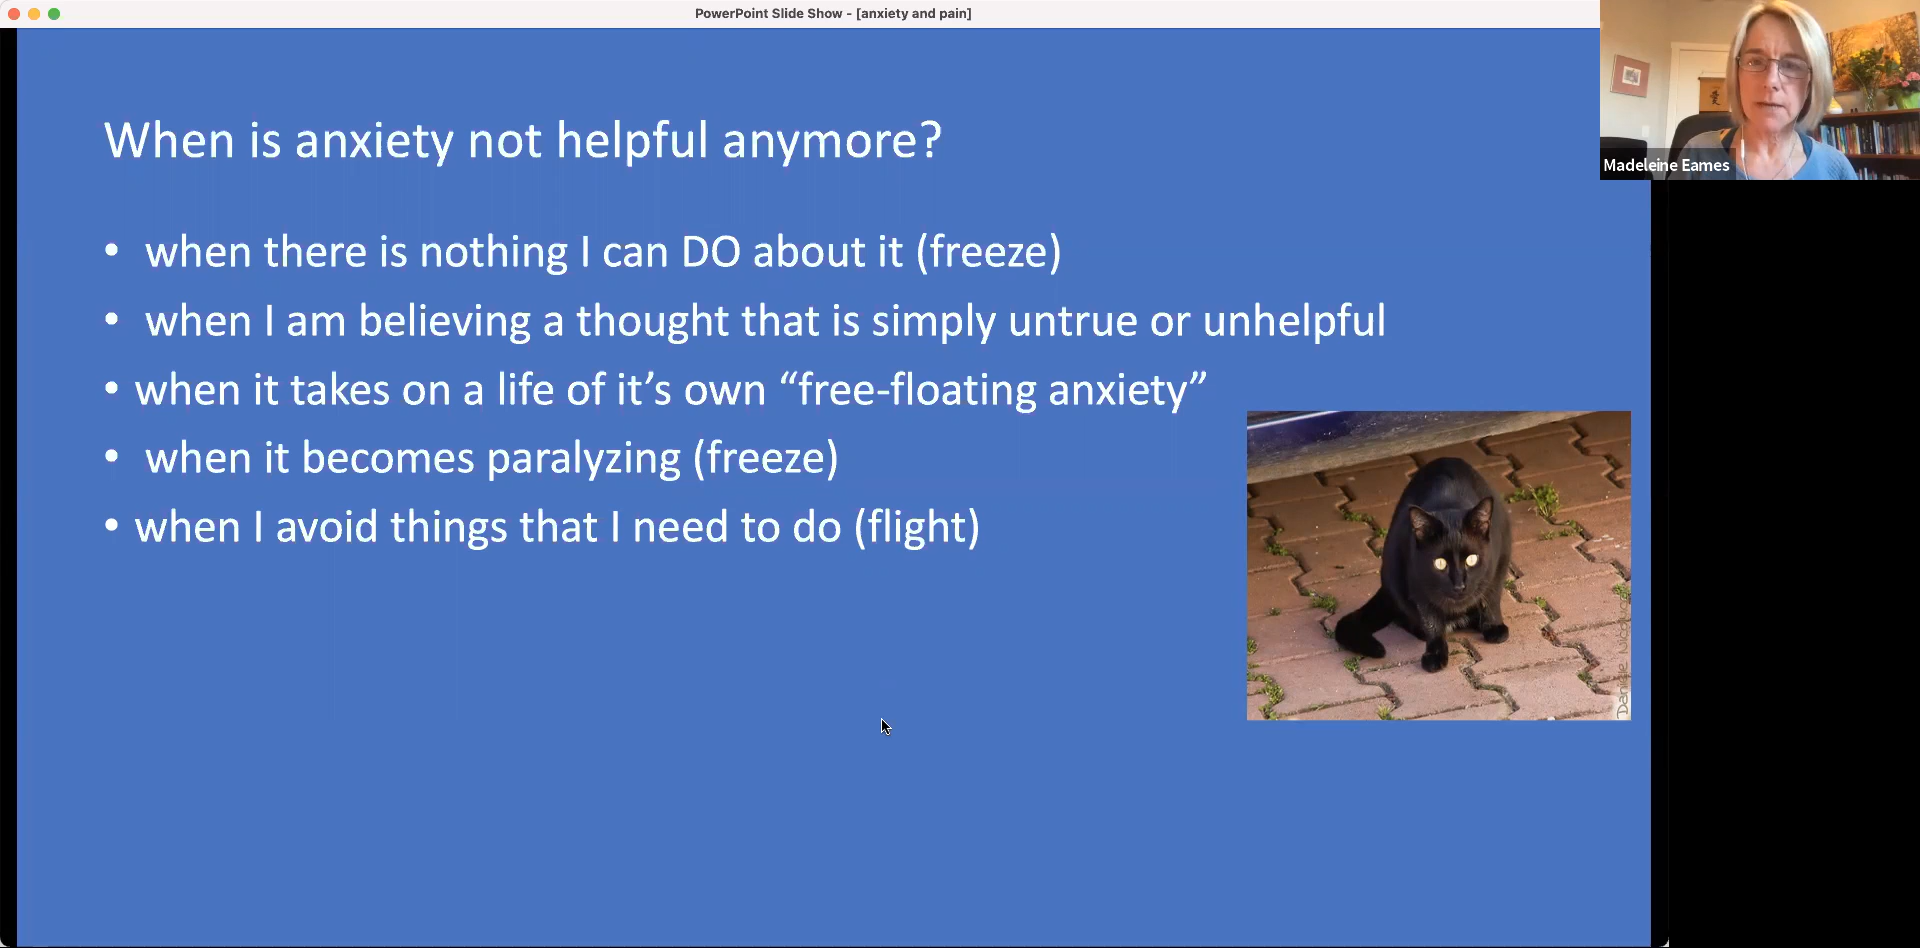 PowerPoint Slide Show - [anxiety and pain]
When is anxiety not helpful anymore?
• when there is nothing I can DO about it (freeze)
• when I am believing a thought that is simply untrue or unhelpful
• when it takes on a life of it’s own “free-floating anxiety”
• when it becomes paralyzing (freeze)
• when I avoid things that I need to do (flight)
Madeleine Eames